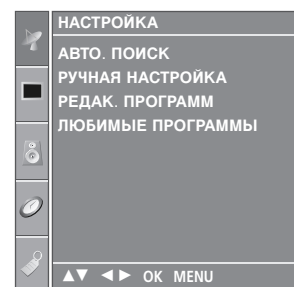 НАСТРОЙКА
АВТО. ПОИСК
РУЧНАЯ НАСТРОЙКА
РЕДАК. ПРОГРАММ
ЛЮБИМЫЕ ПРОГРАММЫ
▲▼ ◄► OK MENU